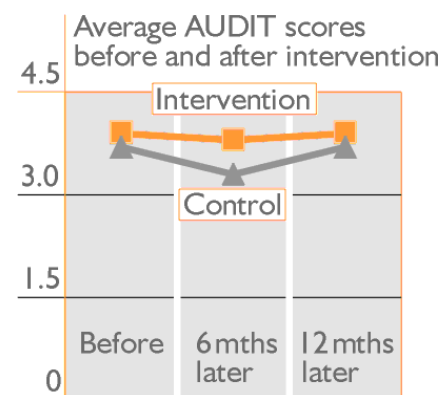 Average AUDIT scores
before and after intervention
4.5
Intervention
3.0
Control
1.5
Before
6 mths
later
12 mths
later
0